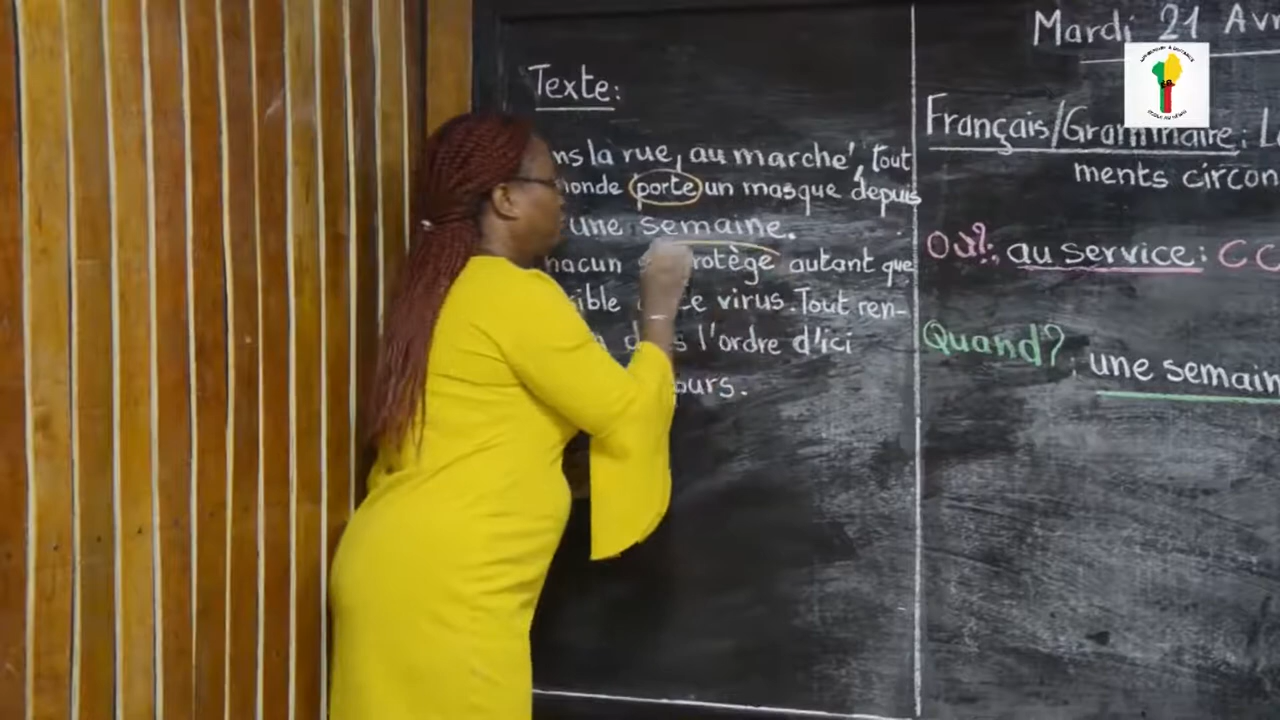 Texte:
ns la rue, au marché, tout
monde porte un masque depuis
une semaine.
hacun rotège autant que
sible ce virus. Tout ren-
l'ordre d'ici
ours.
Mardi 21 Avr
Français/Grammaire: L
ments circon
Où?: au service: CC
Quand?: une semain